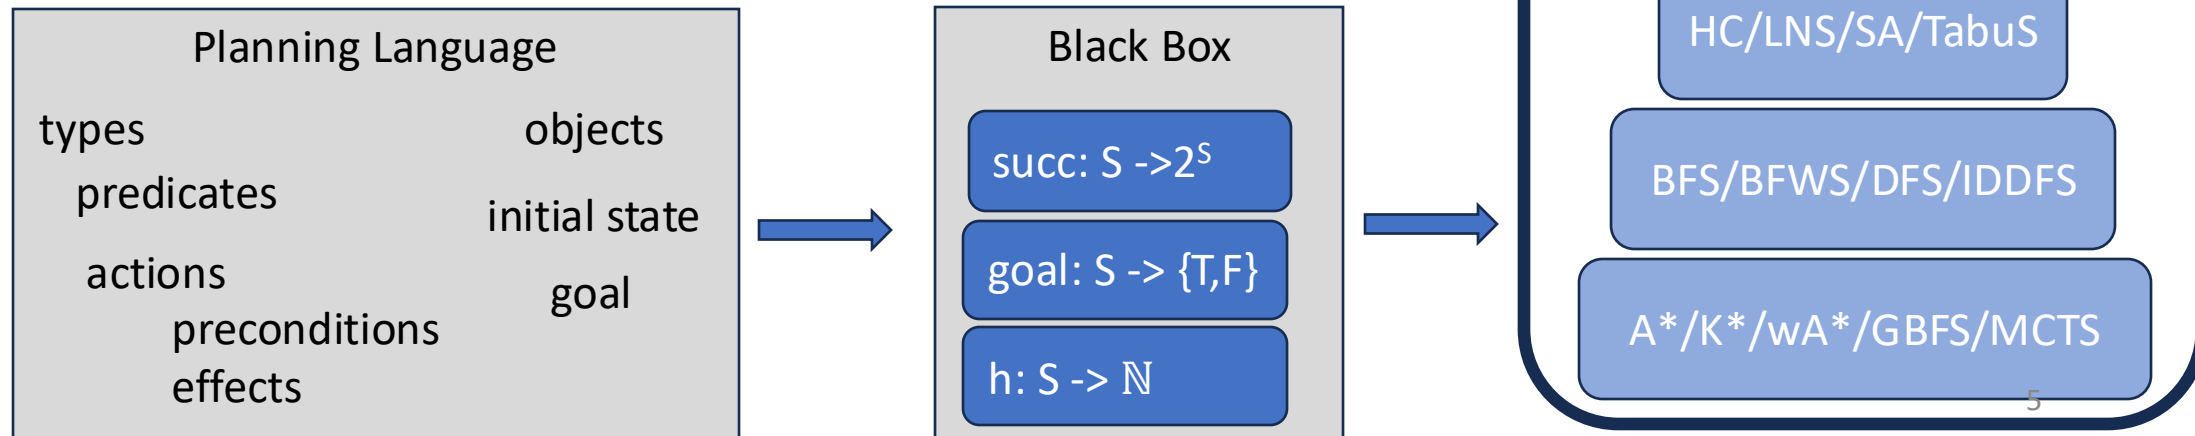 Planning Language
types
objects
predicates
initial state
actions
goal
preconditions
effects
Black Box
succ: S ->2ˢ
goal: S -> {T,F}
h: S -> ℕ
HC/LNS/SA/TabuS
BFS/BFWS/DFS/IDDFS
A*/K*/wA*/GBFS/MCTS
5